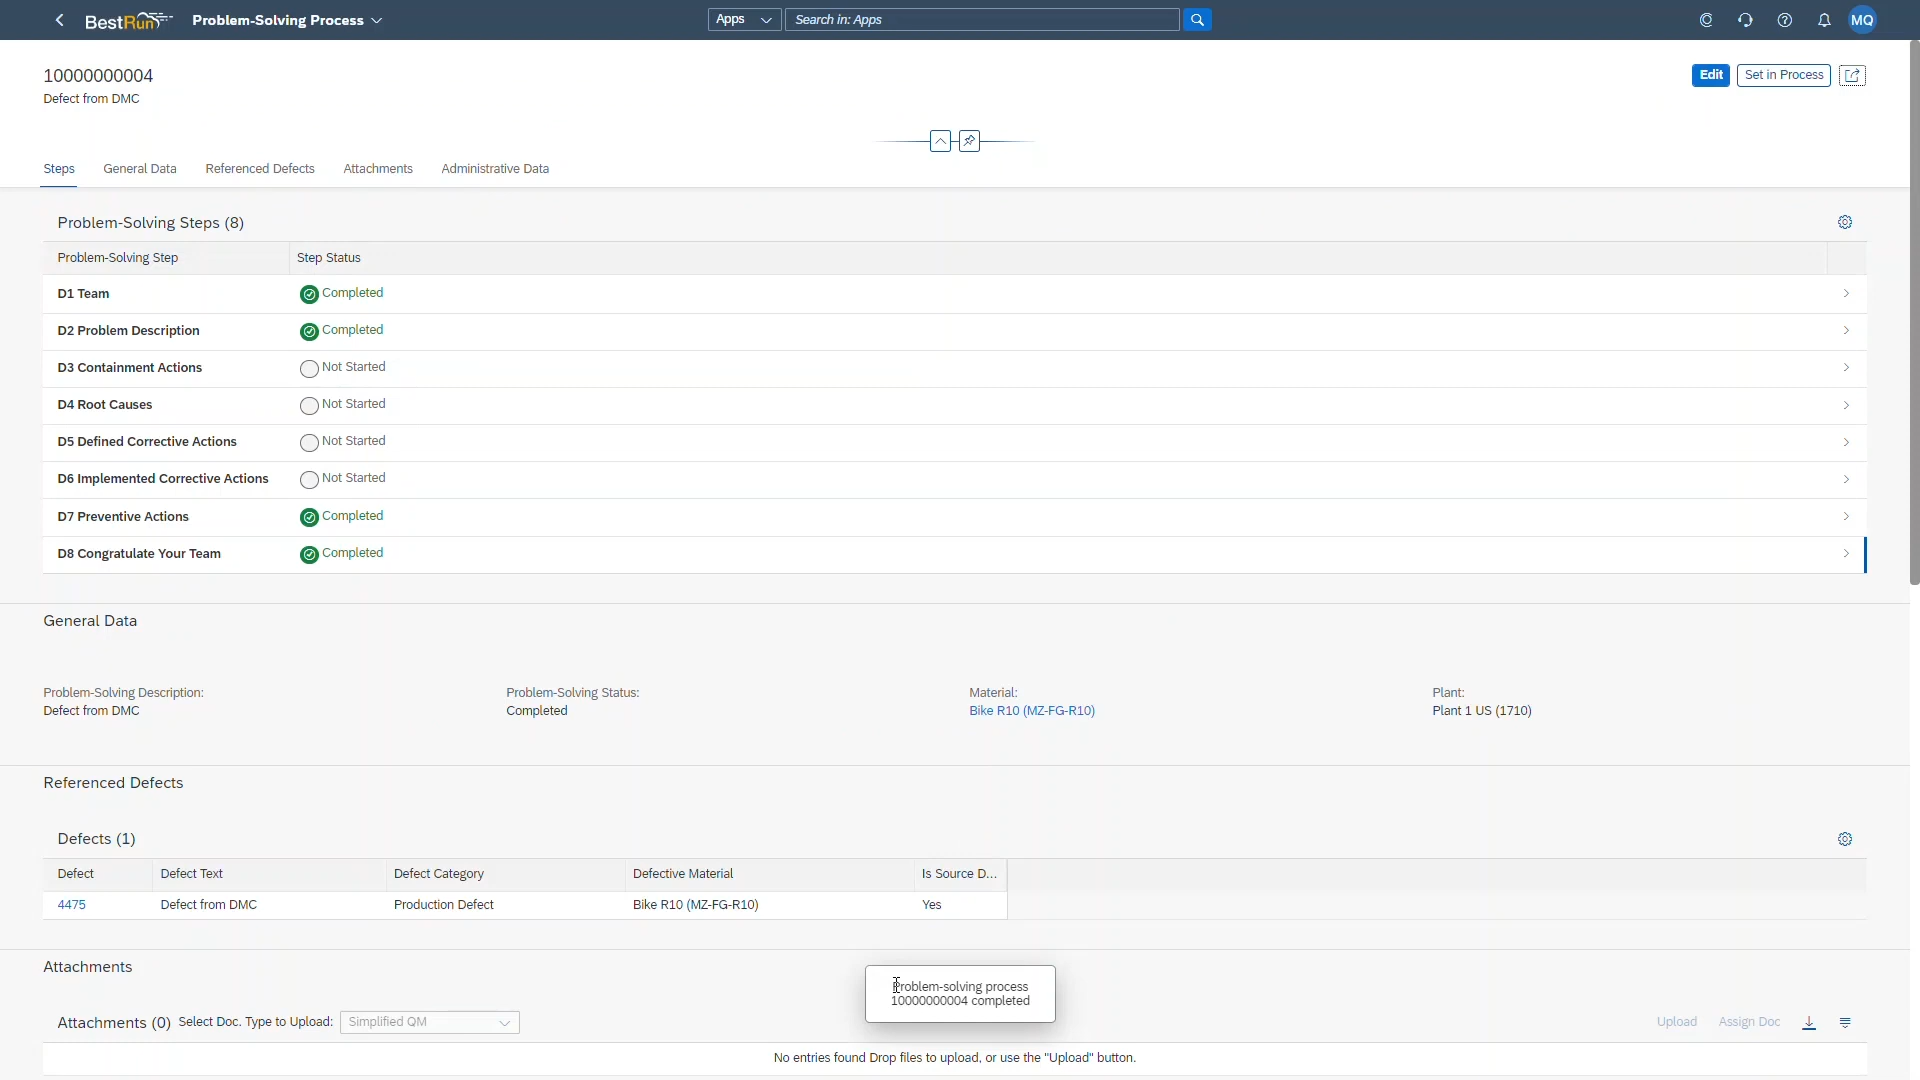 BestRun Problem-Solving Process Apps Search in: Apps MQ
10000000004
Defect from DMC
Edit Set in Process
Steps General Data Referenced Defects Attachments Administrative Data
Problem-Solving Steps (8)
Problem-Solving Step Step Status
D1 Team Completed
D2 Problem Description Completed
D3 Containment Actions Not Started
D4 Root Causes Not Started
D5 Defined Corrective Actions Not Started
D6 Implemented Corrective Actions Not Started
D7 Preventive Actions Completed
D8 Congratulate Your Team Completed
General Data
Problem-Solving Description: Problem-Solving Status: Material: Plant:
Defect from DMC Completed Bike R10 (MZ-FG-R10) Plant 1 US (1710)
Referenced Defects
Defects (1)
Defect Defect Text Defect Category Defective Material Is Source D...
4475 Defect from DMC Production Defect Bike R10 (MZ-FG-R10) Yes
Attachments
Problem-solving process
10000000004 completed
Attachments (0) Select Doc. Type to Upload: Simplified QM Upload Assign Doc
No entries found Drop files to upload, or use the "Upload" button.